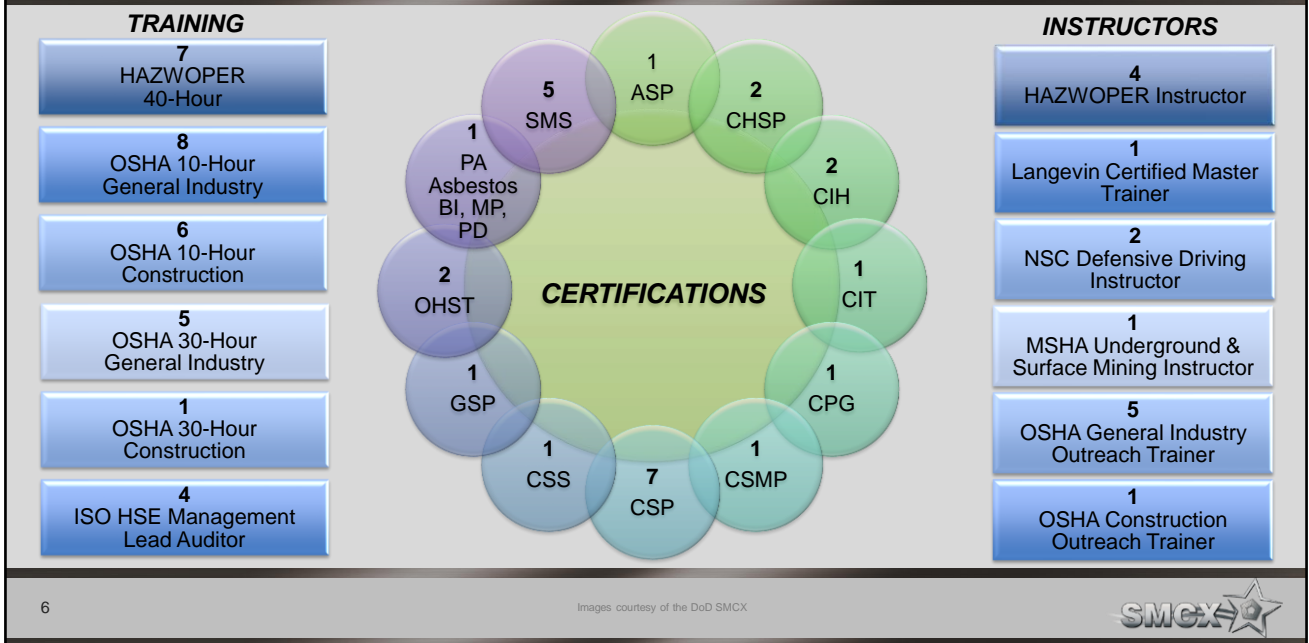 TRAINING
7
HAZWOPER
40-Hour
8
OSHA 10-Hour
General Industry
6
OSHA 10-Hour
Construction
5
OSHA 30-Hour
General Industry
1
OSHA 30-Hour
Construction
4
ISO HSE Management
Lead Auditor
CERTIFICATIONS
1
ASP
2
CHSP
2
CIH
1
CIT
1
CPG
1
CSMP
7
CSP
1
CSS
1
GSP
2
OHST
1
PA
Asbestos
BI, MP,
PD
5
SMS
INSTRUCTORS
4
HAZWOPER Instructor
1
Langevin Certified Master
Trainer
2
NSC Defensive Driving
Instructor
1
MSHA Underground &
Surface Mining Instructor
5
OSHA General Industry
Outreach Trainer
1
OSHA Construction
Outreach Trainer
6
Images courtesy of the DoD SMCX
SMCX